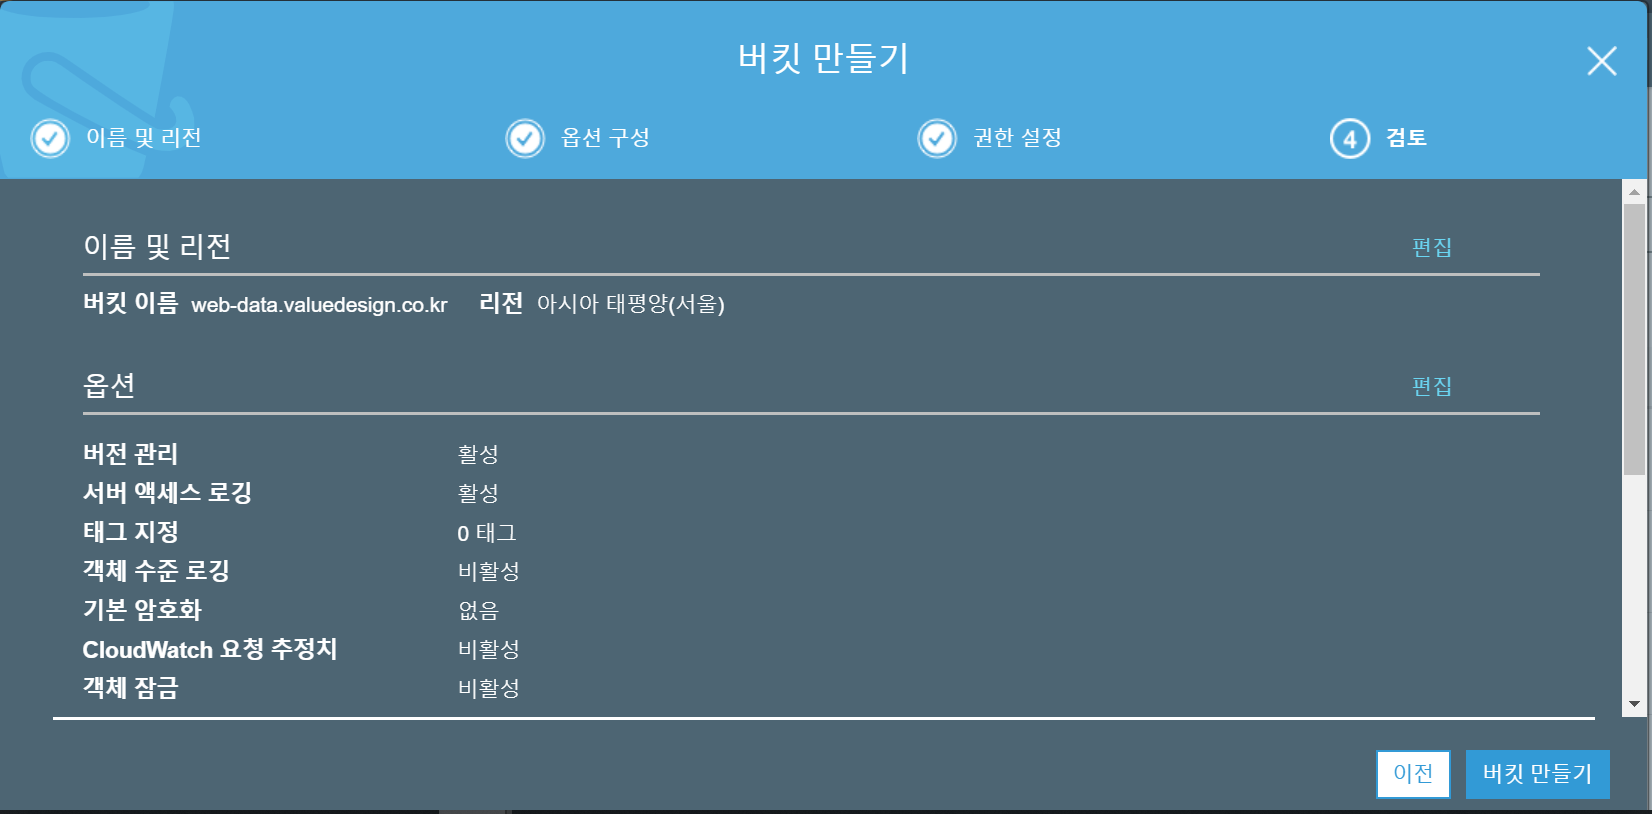 버킷 만들기
이름 및 리전 옵션 구성 권한 설정 4 검토
이름 및 리전 편집
버킷 이름 web-data.valuedesign.co.kr 리전 아시아 태평양(서울)
옵션 편집
버전 관리 활성
서버 액세스 로깅 활성
태그 지정 0 태그
객체 수준 로깅 비활성
기본 암호화 없음
CloudWatch 요청 추정치 비활성
객체 잠금 비활성
이전 버킷 만들기